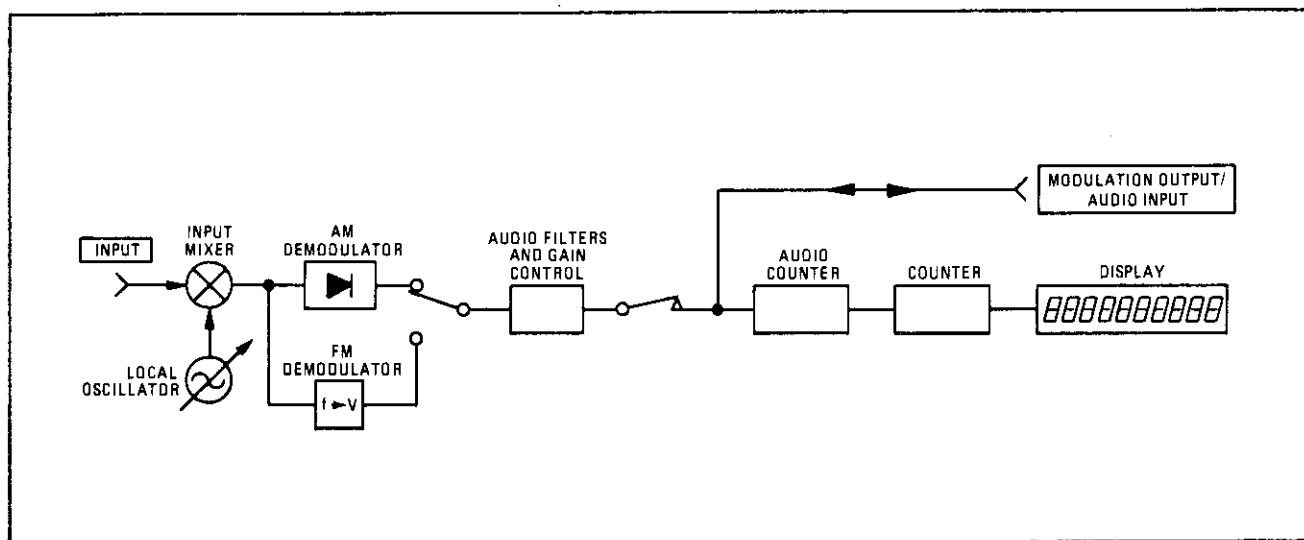 MODULATION OUTPUT/
AUDIO INPUT
INPUT
INPUT
MIXER
AM
DEMODULATOR
AUDIO FILTERS
AND GAIN
CONTROL
AUDIO
COUNTER
COUNTER
DISPLAY
8888888888
LOCAL
OSCILLATOR
FM
DEMODULATOR
f►V